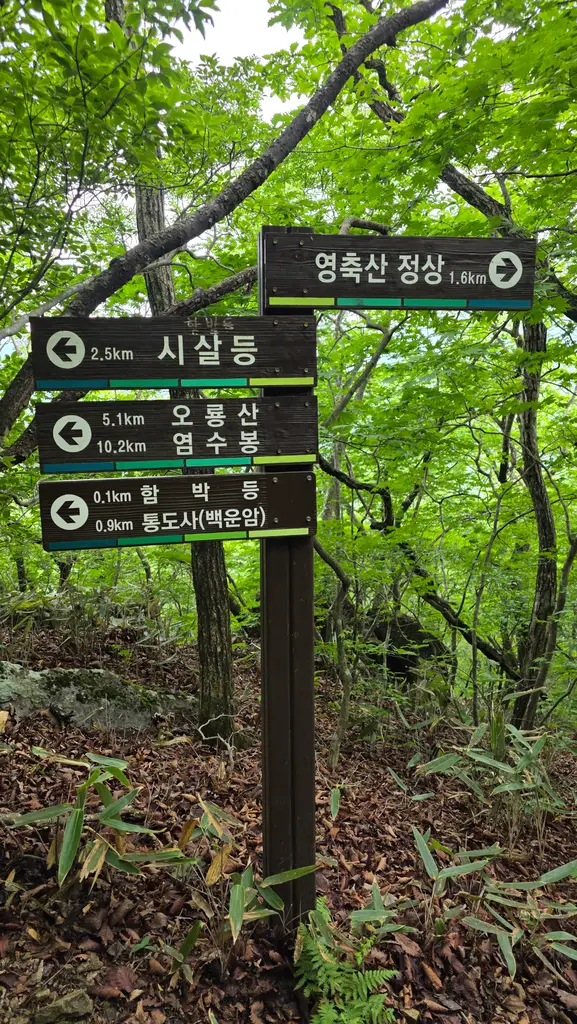 영축산 정상 1.6km
2.5km 시살등
5.1km 오룡산
10.2km 염수봉
0.1km 함박등
0.9km 통도사(백운암)